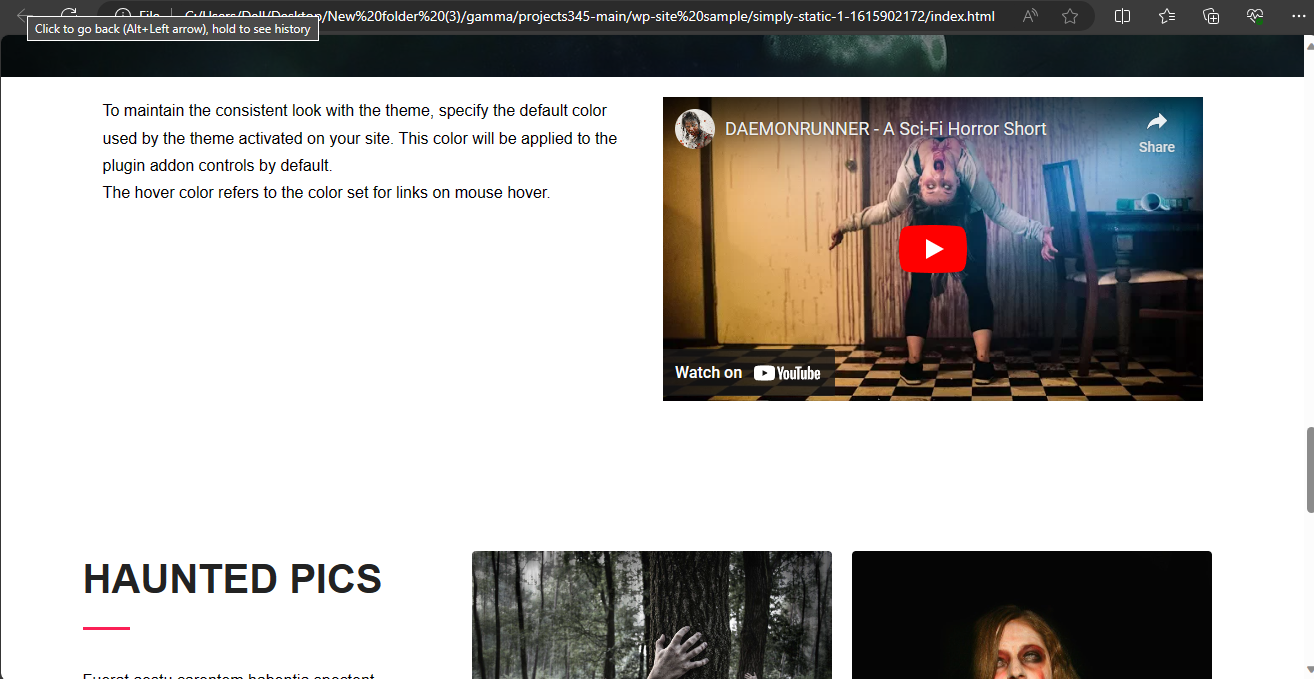 File
C:/Users/Dell/Desktop/New%20folder%20(3)/gamma/projects345-main/wp-site%20sample/simply-static-1-1615902172/index.html
Click to go back (Alt+Left arrow), hold to see history
To maintain the consistent look with the theme, specify the default color
used by the theme activated on your site. This color will be applied to the
plugin addon controls by default.
The hover color refers to the color set for links on mouse hover.
DAEMONRUNNER - A Sci-Fi Horror Short
Share
Watch on YouTube
HAUNTED PICS